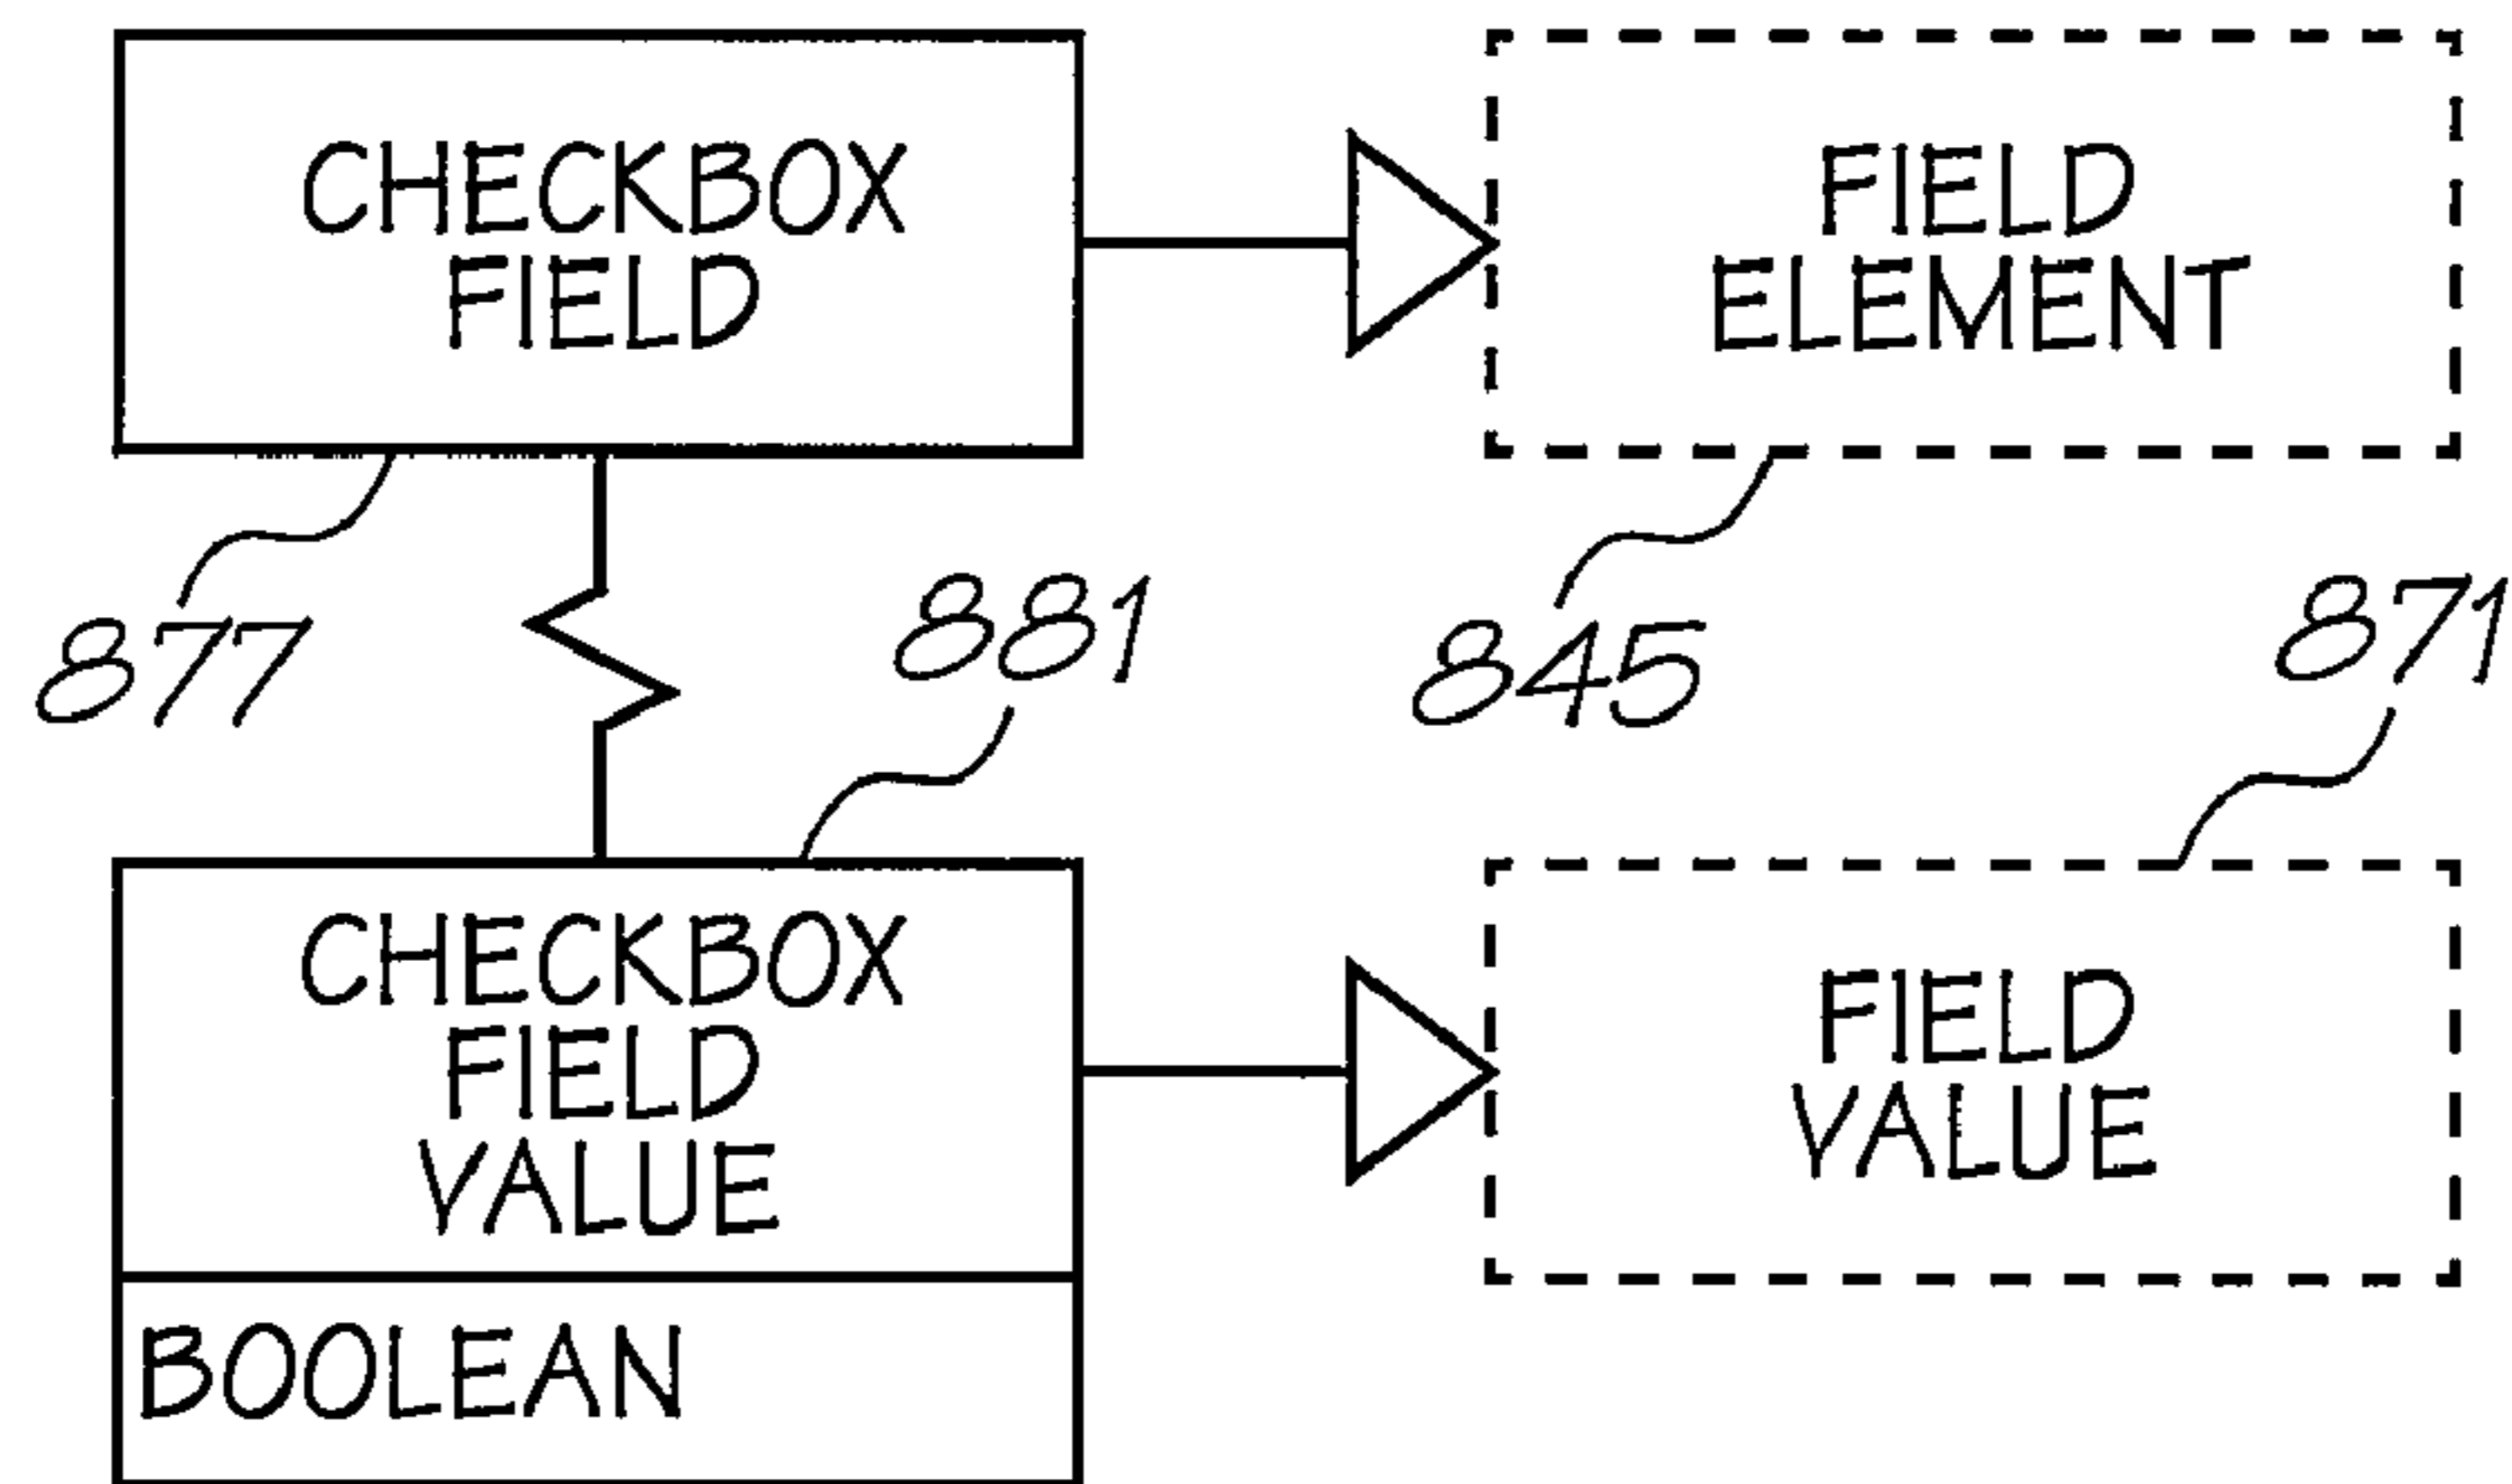 CHECKBOX
FIELD
FIELD
ELEMENT
877
881
845
871
CHECKBOX
FIELD
VALUE
FIELD
VALUE
BOOLEAN